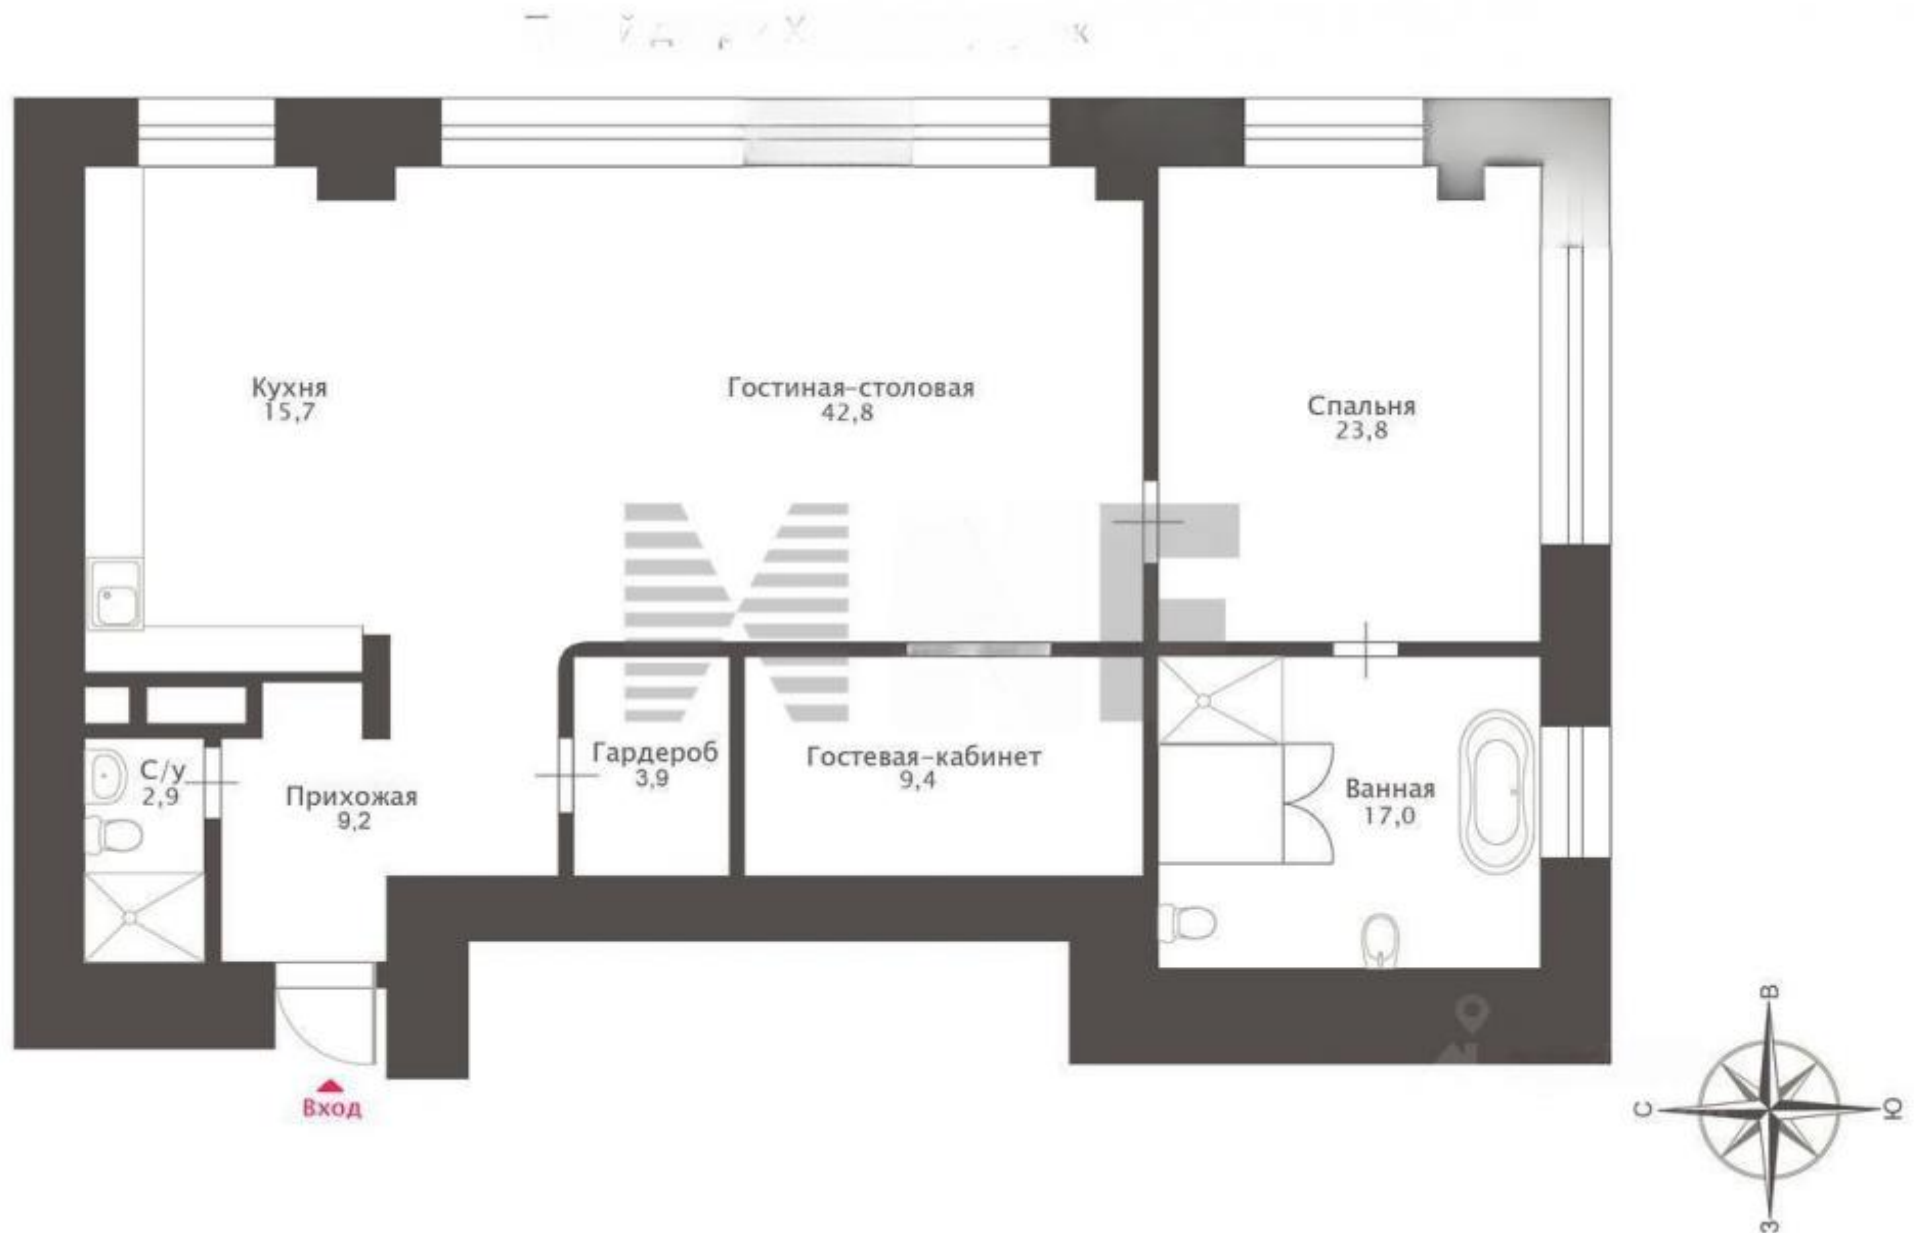 Кухня
15,7
Гостиная-столовая
42,8
Спальня
23,8
С/у
2,9
Прихожая
9,2
Гардероб
3,9
Гостевая-кабинет
9,4
Ванная
17,0
Вход
В
С
Ю
З